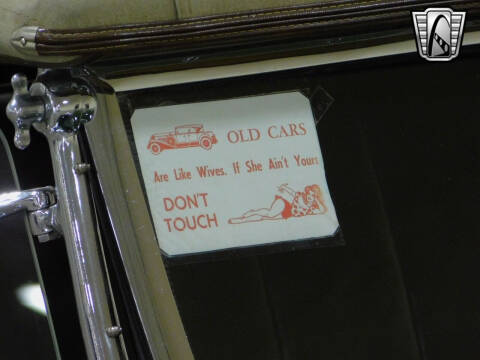 OLD CARS
Are Like Wives. If She Ain't Yours
DON'T
TOUCH